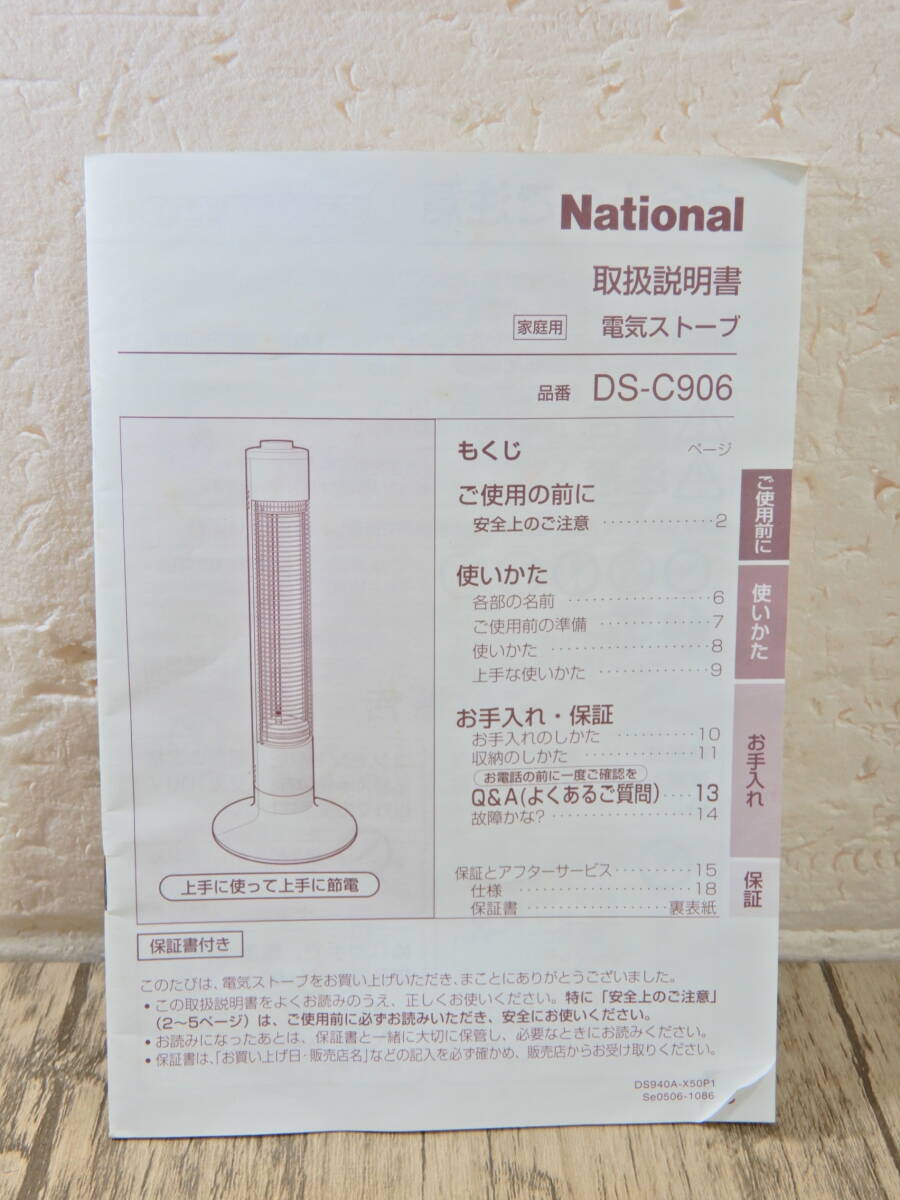 National
取扱説明書
家庭用 電気ストーブ
品番 DS-C906
もくじ ページ
ご使用の前に
安全上のご注意 ‥‥‥‥‥ 2
使いかた
各部の名前 ‥‥‥‥‥ 6
ご使用前の準備 ‥‥‥‥‥ 7
使いかた ‥‥‥‥‥ 8
上手な使いかた ‥‥‥‥‥ 9
お手入れ・保証
お手入れのしかた ‥‥‥‥‥ 10
収納のしかた ‥‥‥‥‥ 11
お電話の前に一度ご確認を
Q&A(よくあるご質問) ‥‥ 13
故障かな? ‥‥‥‥‥ 14
保証とアフターサービス ‥‥‥‥‥ 15
仕様 ‥‥‥‥‥ 18
保証書 ‥‥‥‥‥ 裏表紙
ご使用前に
使いかた
お手入れ
保証
上手に使って上手に節電
保証書付き
このたびは、電気ストーブをお買い上げいただき、まことにありがとうございました。
•この取扱説明書をよくお読みのうえ、正しくお使いください。特に「安全上のご注意」
(2〜5ページ)は、ご使用前に必ずお読みいただき、安全にお使いください。
•お読みになったあとは、保証書と一緒に大切に保管し、必要なときにお読みください。
•保証書は、「お買い上げ日・販売店名」などの記入を必ず確かめ、販売店からお受け取りください。
DS940A-X50P1
Se0506-1086